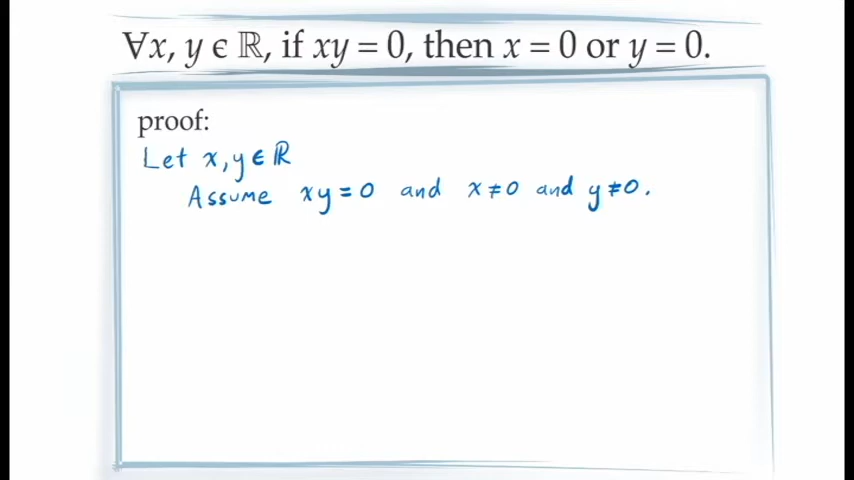 ∀x, y ϵ ℝ, if xy = 0, then x = 0 or y = 0.
proof:
Let x, y ϵ ℝ
Assume xy = 0 and x ≠ 0 and y ≠ 0.